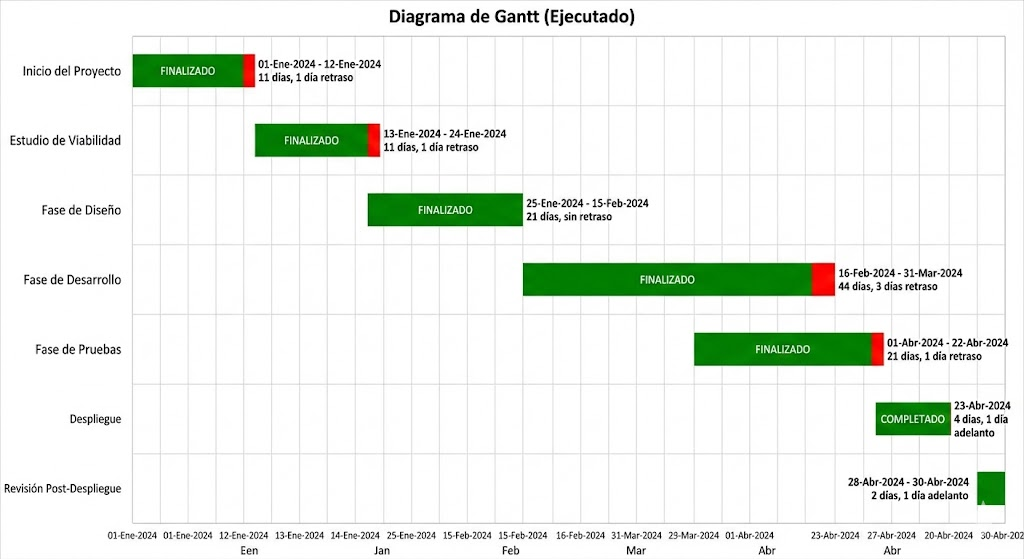 Diagrama de Gantt (Ejecutado)
Inicio del Proyecto
FINALIZADO
01-Ene-2024 - 12-Ene-2024
11 días, 1 día retraso
Estudio de Viabilidad
FINALIZADO
13-Ene-2024 - 24-Ene-2024
11 días, 1 día retraso
Fase de Diseño
FINALIZADO
25-Ene-2024 - 15-Feb-2024
21 días, sin retraso
Fase de Desarrollo
FINALIZADO
16-Feb-2024 - 31-Mar-2024
44 días, 3 días retraso
Fase de Pruebas
FINALIZADO
01-Abr-2024 - 22-Abr-2024
21 días, 1 día retraso
Despliegue
COMPLETADO
23-Abr-2024
4 días, 1 día
adelanto
Revisión Post-Despliegue
28-Abr-2024 - 30-Abr-2024
2 días, 1 día adelanto
01-Ene-2024 01-Ene-2024 12-Ene-2024 13-Ene-2024 14-Ene-2024 25-Ene-2024 15-Feb-2024 16-Feb-2024 31-Mar-2024 29-Mar-2024 01-Abr-2024 23-Abr-2024 27-Abr-2024 20-Abr-2024 30-Abr-202
Een Jan Feb Mar Abr Abr